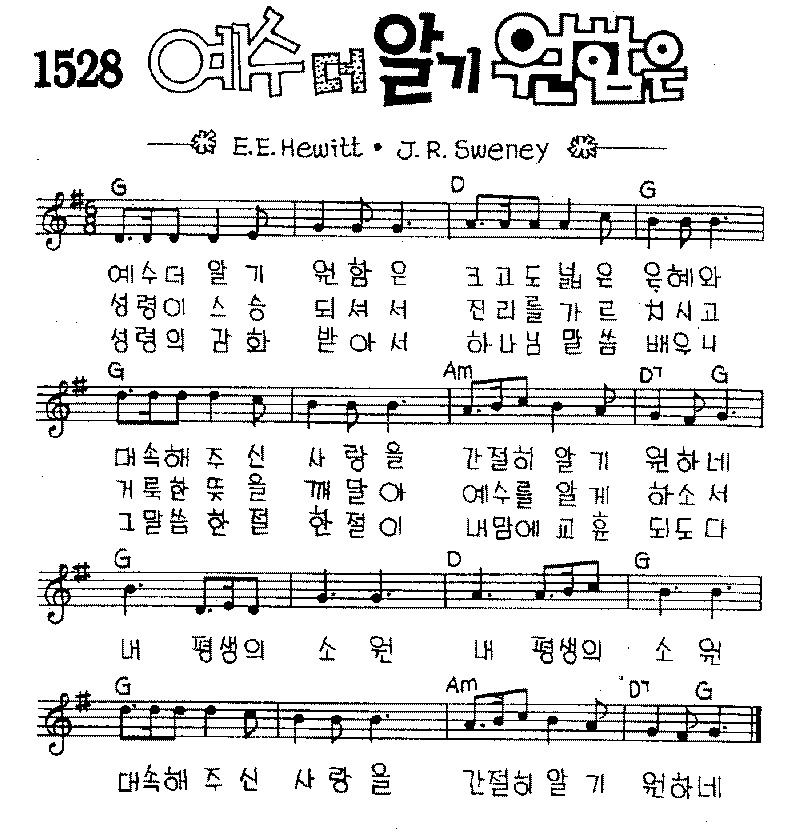 1528 예수 더 알기 원함은
E.E. Hewitt • J.R. Sweney
G D G
예수더 알 기 원 함 은 크고도 넓 은 은혜와
성령이 스 승 되 셔 서 진리를 가 르 치시고
성령의 감 화 받 아 서 하나님 말 씀 배우니
G Am D7 G
대속해 주 신 사 랑 을 간절히 알 기 원하네
거룩한 뜻 을 깨 달 아 예수를 알 게 하소서
그말씀 한 절 한 절 이 내맘에 교 훈 되도다
G D G
내 평생의 소 원 내 평생의 소 원
G Am D7 G
대속해 주 신 사 랑 을 간절히 알 기 원하네